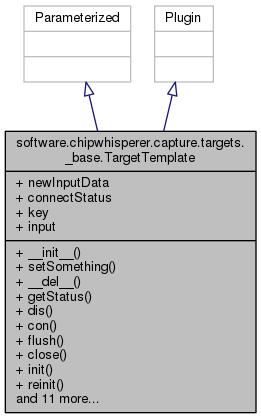 Parameterized
Plugin
software.chipwhisperer.capture.targets.
_base.TargetTemplate
+ newInputData
+ connectStatus
+ key
+ input
+ __init__()
+ setSomething()
+ __del__()
+ getStatus()
+ dis()
+ con()
+ flush()
+ close()
+ init()
+ reinit()
and 11 more...